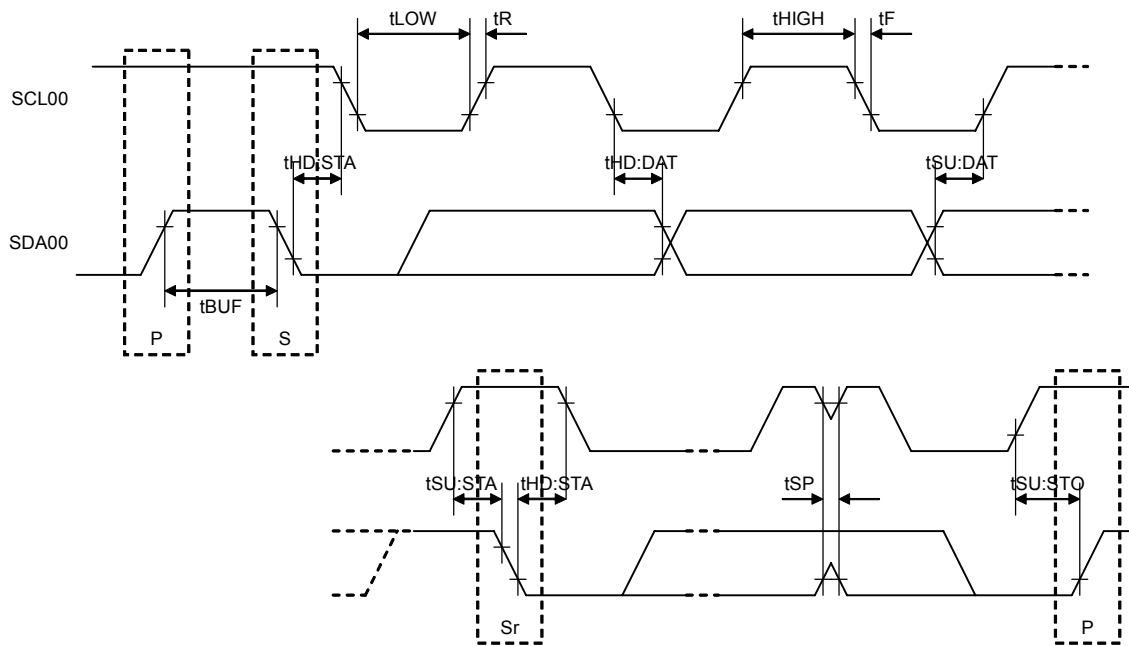 tLOW
tR
tHIGH
tF
SCL00
tHD:STA
tHD:DAT
tSU:DAT
SDA00
tBUF
P
S
tSU:STA
tHD:STA
tSP
tSU:STO
Sr
P